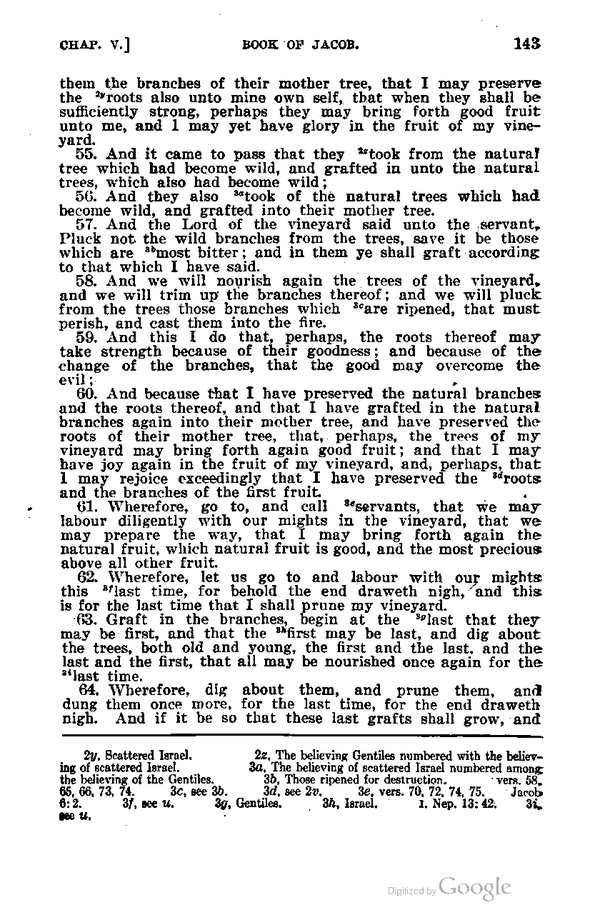 CHAP. V.] BOOK OF JACOB. 143
them the branches of their mother tree, that I may preserve
the ²ʸroots also unto mine own self, that when they shall be
sufficiently strong, perhaps they may bring forth good fruit
unto me, and I may yet have glory in the fruit of my vine-
yard.
55. And it came to pass that they ²ᶻtook from the natural
tree which had become wild, and grafted in unto the natural
trees, which also had become wild;
56. And they also ³ᵃtook of the natural trees which had
become wild, and grafted into their mother tree.
57. And the Lord of the vineyard said unto the servant,
Pluck not the wild branches from the trees, save it be those
which are ³ᵇmost bitter; and in them ye shall graft according
to that which I have said.
58. And we will nourish again the trees of the vineyard,
and we will trim up the branches thereof; and we will pluck
from the trees those branches which ³ᶜare ripened, that must
perish, and cast them into the fire.
59. And this I do that, perhaps, the roots thereof may
take strength because of their goodness; and because of the
change of the branches, that the good may overcome the
evil;
60. And because that I have preserved the natural branches
and the roots thereof, and that I have grafted in the natural
branches again into their mother tree, and have preserved the
roots of their mother tree, that, perhaps, the trees of my
vineyard may bring forth again good fruit; and that I may
have joy again in the fruit of my vineyard, and, perhaps, that
I may rejoice exceedingly that I have preserved the ³ᵈroots
and the branches of the first fruit.
61. Wherefore, go to, and call ³ᵉservants, that we may
labour diligently with our mights in the vineyard, that we
may prepare the way, that I may bring forth again the
natural fruit, which natural fruit is good, and the most precious
above all other fruit.
62. Wherefore, let us go to and labour with our mights
this ³ᶠlast time, for behold the end draweth nigh, and this
is for the last time that I shall prune my vineyard.
63. Graft in the branches, begin at the ³ᵍlast that they
may be first, and that the ³ʰfirst may be last, and dig about
the trees, both old and young, the first and the last, and the
last and the first, that all may be nourished once again for the
³ⁱlast time.
64. Wherefore, dig about them, and prune them, and
dung them once more, for the last time, for the end draweth
nigh. And if it be so that these last grafts shall grow, and
2y, Scattered Israel. 2z, The believing Gentiles numbered with the believ-
ing of scattered Israel. 3a, The believing of scattered Israel numbered among
the believing of the Gentiles. 3b, Those ripened for destruction. vers. 58,
65, 66, 73, 74. 3c, see 3b. 3d, see 2v. 3e, vers. 70, 72, 74, 75. Jacob
6: 2. 3f, see u. 3g, Gentiles. 3h, Israel. 1. Nep. 13: 42. 3i,
see u.
Digitized by Google